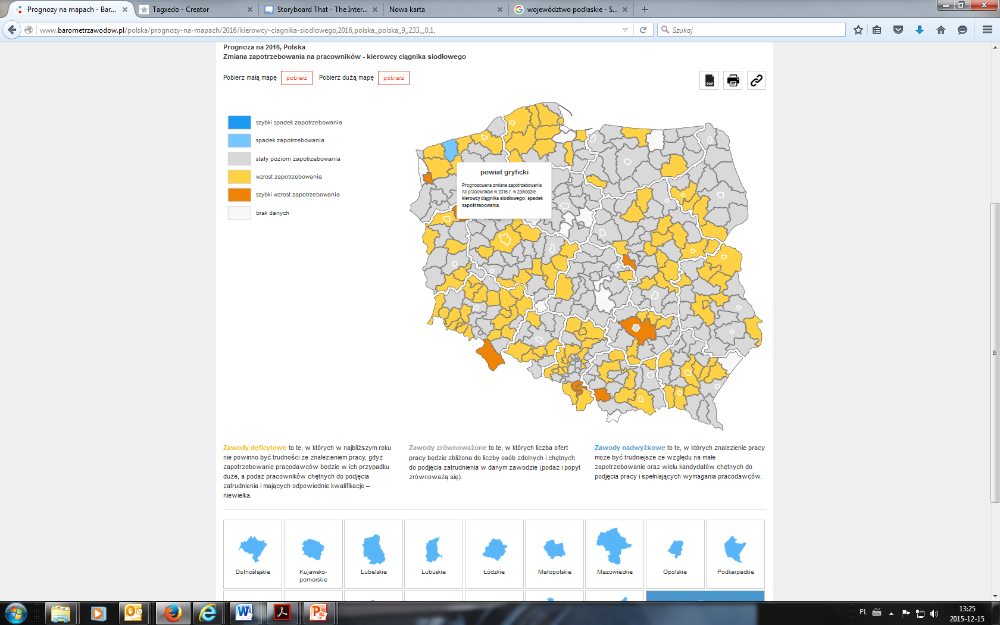 Prognozy na mapach - Bar...
Tagxedo - Creator
Storyboard That - The Inter...
Nowa karta
województwo podlaskie - S...
www.barometrzawodow.pl/polska/prognozy-na-mapach/2016/kierowcy-ciagnika-siodlowego,2016,polska,,polska,,9,,233,,,0,1,
Szukaj
Prognoza na 2016, Polska
Zmiana zapotrzebowania na pracowników - kierowcy ciągnika siodłowego
Pobierz małą mapę pobierz Pobierz dużą mapę pobierz
PDF
szybki spadek zapotrzebowania
spadek zapotrzebowania
stały poziom zapotrzebowania
wzrost zapotrzebowania
szybki wzrost zapotrzebowania
brak danych
powiat gryficki
Prognozowana zmiana zapotrzebowania
na pracowników w 2016 r. w zawodzie
kierowcy ciągnika siodłowego: spadek
zapotrzebowania.
Zawody deficytowe to te, w których w najbliższym roku
nie powinno być trudności ze znalezieniem pracy, gdyż
zapotrzebowanie pracodawców będzie w ich przypadku
duże, a podaż pracowników chętnych do podjęcia
zatrudnienia i mających odpowiednie kwalifikacje –
niewielka.
Zawody zrównoważone to te, w których liczba ofert
pracy będzie zbliżona do liczby osób zdolnych i chętnych
do podjęcia zatrudnienia w danym zawodzie (podaż i popyt
zrównoważą się).
Zawody nadwyżkowe to te, w których znalezienie pracy
może być trudniejsze ze względu na małe
zapotrzebowanie oraz wielu kandydatów chętnych do
podjęcia pracy i spełniających wymagania pracodawców.
Dolnośląskie
Kujawsko-
pomorskie
Lubelskie
Lubuskie
Łódzkie
Małopolskie
Mazowieckie
Opolskie
Podkarpackie
PL
13:25
2015-12-15